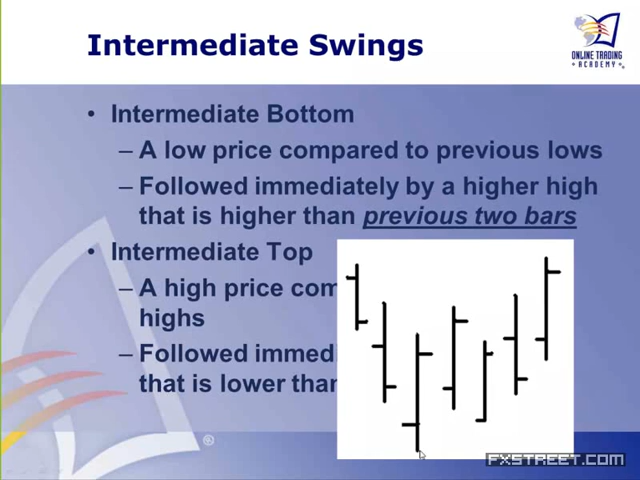 Intermediate Swings
ONLINE TRADING
ACADEMY
• Intermediate Bottom
– A low price compared to previous lows
– Followed immediately by a higher high
that is higher than previous two bars
• Intermediate Top
– A high price com
highs
– Followed immedi
that is lower than
®
FXSTREET.COM